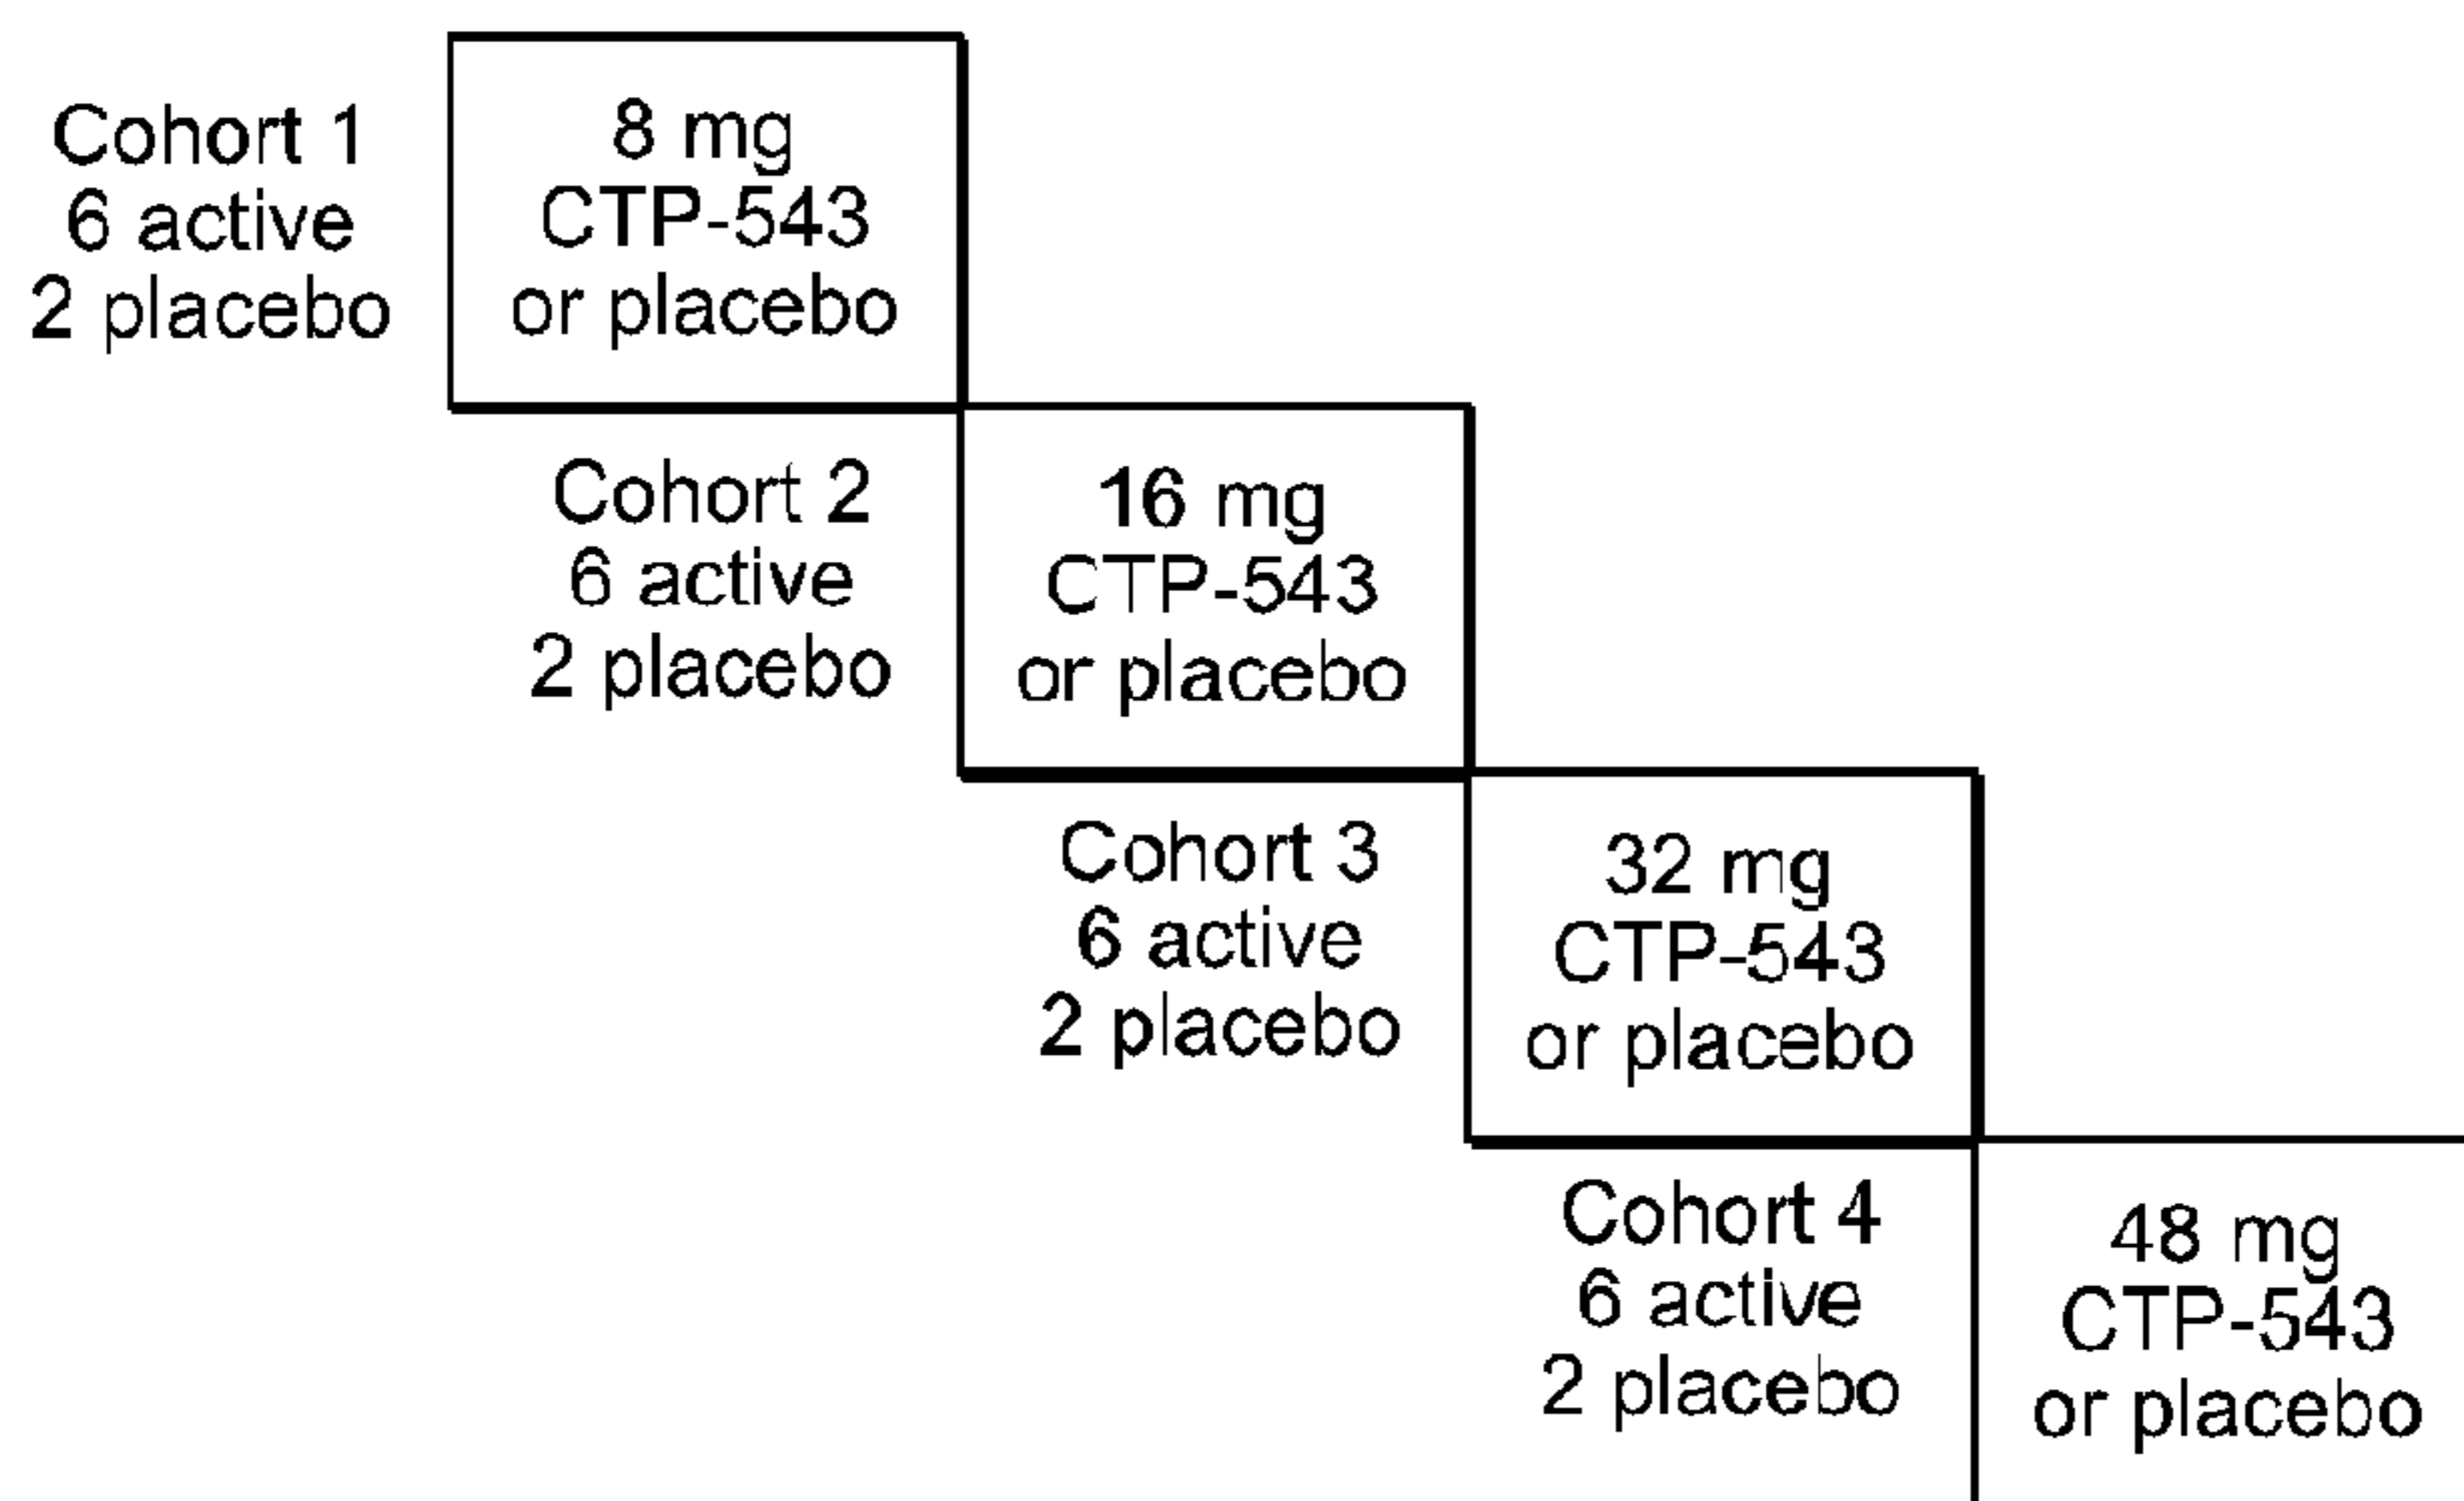 Cohort 1
6 active
2 placebo
8 mg
CTP-543
or placebo
Cohort 2
6 active
2 placebo
16 mg
CTP-543
or placebo
Cohort 3
6 active
2 placebo
32 mg
CTP-543
or placebo
Cohort 4
6 active
2 placebo
48 mg
CTP-543
or placebo